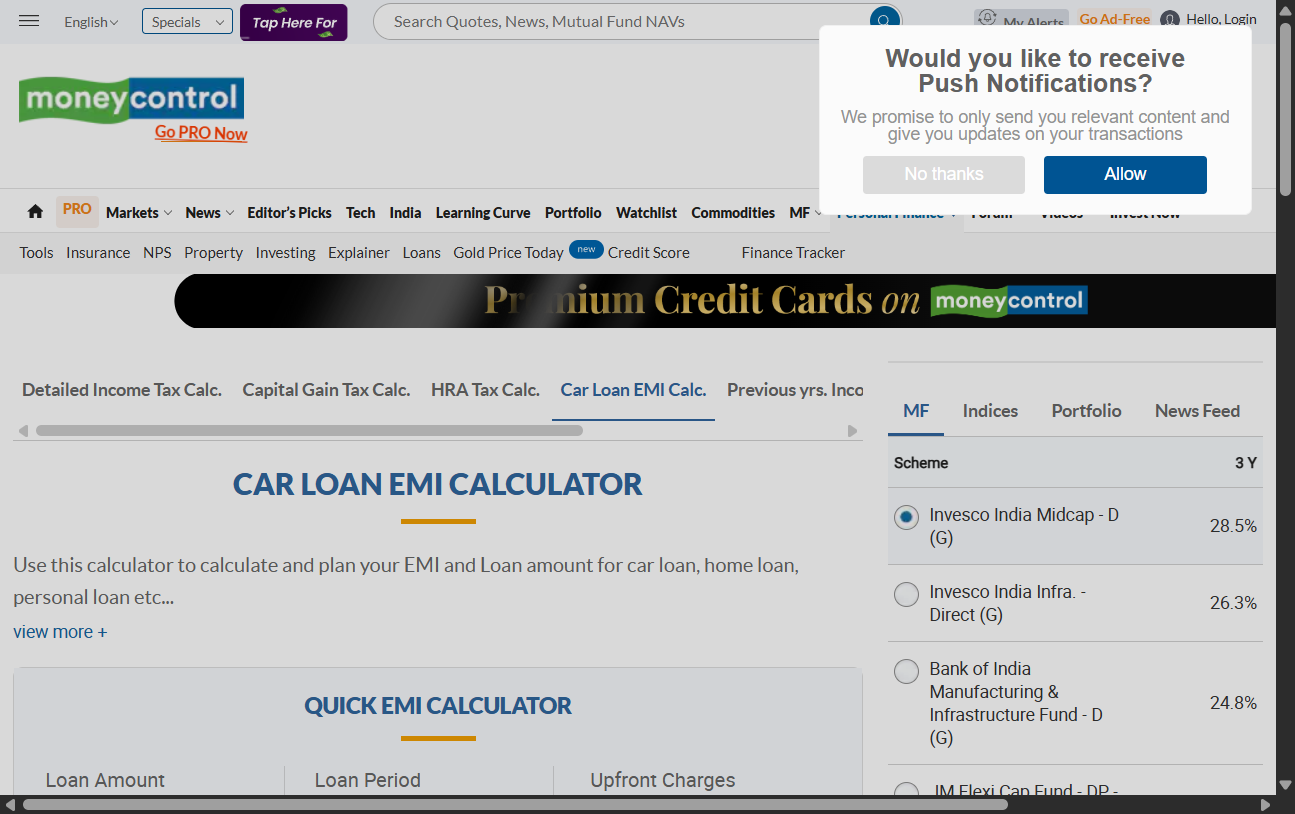 English
Specials
Tap Here For
Search Quotes, News, Mutual Fund NAVs
My Alerts
Go Ad-Free
Hello, Login
Would you like to receive
Push Notifications?
We promise to only send you relevant content and
give you updates on your transactions
No thanks
Allow
moneycontrol
Go PRO Now
PRO
Markets
News
Editor's Picks
Tech
India
Learning Curve
Portfolio
Watchlist
Commodities
MF
Personal Finance
Forum
Videos
Invest Now
Tools
Insurance
NPS
Property
Investing
Explainer
Loans
Gold Price Today
new
Credit Score
Finance Tracker
Premium Credit Cards on moneycontrol
Detailed Income Tax Calc.
Capital Gain Tax Calc.
HRA Tax Calc.
Car Loan EMI Calc.
Previous yrs. Inco
MF
Indices
Portfolio
News Feed
CAR LOAN EMI CALCULATOR
Use this calculator to calculate and plan your EMI and Loan amount for car loan, home loan,
personal loan etc...
view more +
QUICK EMI CALCULATOR
Loan Amount
Loan Period
Upfront Charges
Scheme
3 Y
Invesco India Midcap - D
(G)
28.5%
Invesco India Infra. -
Direct (G)
26.3%
Bank of India
Manufacturing &
Infrastructure Fund - D
(G)
24.8%
JM Flexi Cap Fund - DP -